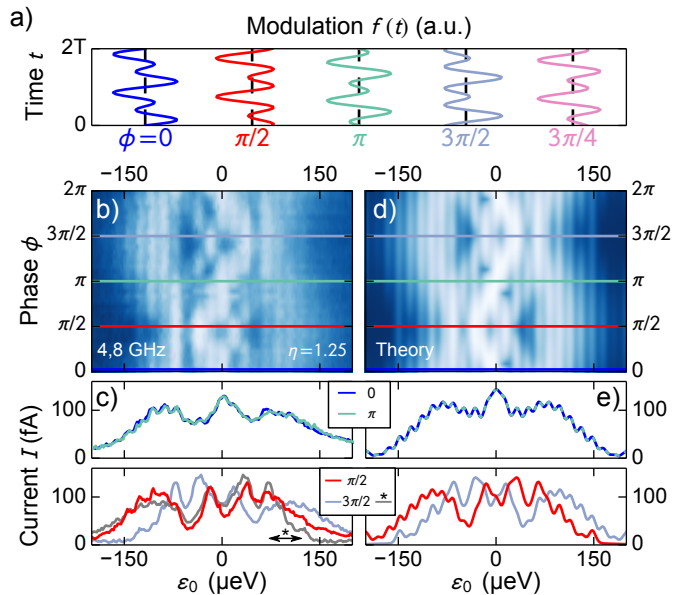 a)
Modulation f(t) (a.u.)
Time t
2T
0
ϕ=0
π/2
π
3π/2
3π/4
−150 0 150
−150 0 150
b)
d)
Phase ϕ
2π
3π/2
π
π/2
0
2π
3π/2
π
π/2
0
4,8 GHz
η=1.25
Theory
c)
e)
0
π
Current I (fA)
100
0
100
0
π/2
3π/2 *
*
100
0
100
0
−150 0 150
−150 0 150
ε₀ (µeV)
ε₀ (µeV)